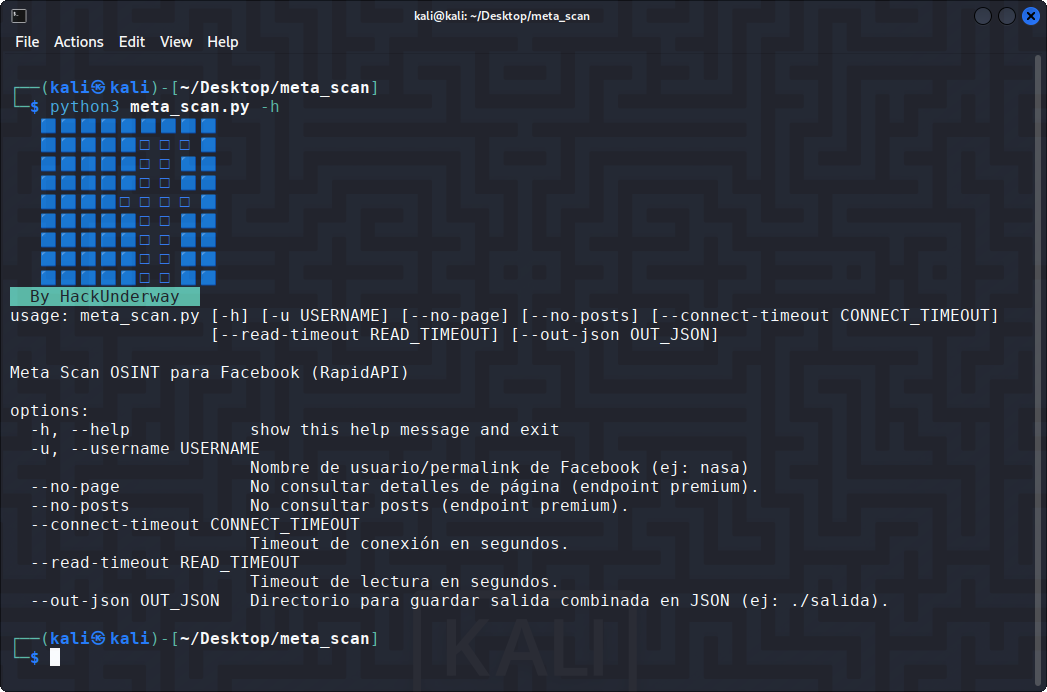 kali@kali: ~/Desktop/meta_scan
File Actions Edit View Help
┌──(kali㉿kali)-[~/Desktop/meta_scan]
└─$ python3 meta_scan.py -h
By HackUnderway
usage: meta_scan.py [-h] [-u USERNAME] [--no-page] [--no-posts] [--connect-timeout CONNECT_TIMEOUT]
[--read-timeout READ_TIMEOUT] [--out-json OUT_JSON]
Meta Scan OSINT para Facebook (RapidAPI)
options:
-h, --help show this help message and exit
-u, --username USERNAME
Nombre de usuario/permalink de Facebook (ej: nasa)
--no-page No consultar detalles de página (endpoint premium).
--no-posts No consultar posts (endpoint premium).
--connect-timeout CONNECT_TIMEOUT
Timeout de conexión en segundos.
--read-timeout READ_TIMEOUT
Timeout de lectura en segundos.
--out-json OUT_JSON Directorio para guardar salida combinada en JSON (ej: ./salida).
┌──(kali㉿kali)-[~/Desktop/meta_scan]
└─$
KALI